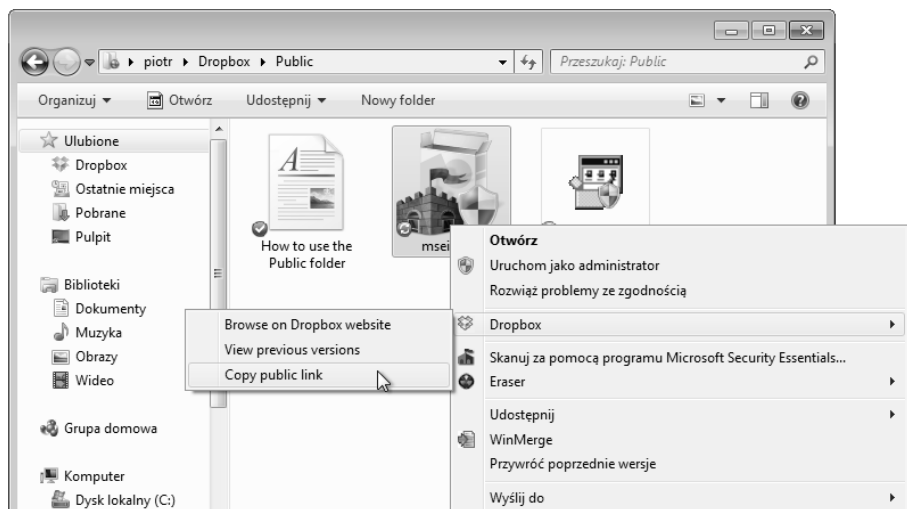 piotr ▸ Dropbox ▸ Public
Przeszukaj: Public
Organizuj
Otwórz
Udostępnij
Nowy folder
Ulubione
Dropbox
Ostatnie miejsca
Pobrane
Pulpit
Biblioteki
Dokumenty
Muzyka
Obrazy
Wideo
Grupa domowa
Komputer
Dysk lokalny (C:)
How to use the
Public folder
msei
Otwórz
Uruchom jako administrator
Rozwiąż problemy ze zgodnością
Dropbox
Skanuj za pomocą programu Microsoft Security Essentials...
Eraser
Udostępnij
WinMerge
Przywróć poprzednie wersje
Wyślij do
Browse on Dropbox website
View previous versions
Copy public link